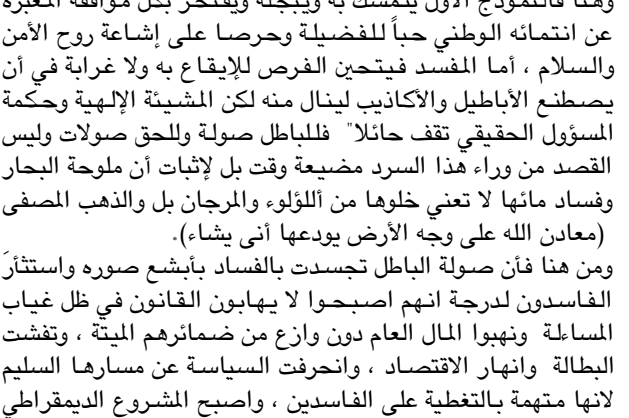 وهنا فالنموذج الأول يتمسك به ويبجله ويفتخر بكل مواقفه المعبرة
عن انتمائه الوطني حباً للفضيلة وحرصا على إشاعة روح الأمن
والسلام ، أما المفسد فيتحين الفرص للإيقاع به ولا غرابة في أن
يصطنع الأباطيل والأكاذيب لينال منه لكن المشيئة الإلهية وحكمة
المسؤول الحقيقي تقف حائلا" فللباطل صولة وللحق صولات وليس
القصد من وراء هذا السرد مضيعة وقت بل لإثبات أن ملوحة البحار
وفساد مائها لا تعني خلوها من أللؤلوء والمرجان بل والذهب المصفى
(معادن الله على وجه الأرض يودعها أنى يشاء).
ومن هنا فأن صولة الباطل تجسدت بالفساد بأبشع صوره واستثأرَ
الفاسدون لدرجة انهم اصبحوا لا يهابون القانون في ظل غياب
المساءلة ونهبوا المال العام دون وازع من ضمائرهم الميتة ، وتفشت
البطالة وانهار الاقتصاد ، وانحرفت السياسة عن مسارها السليم
لانها متهمة بالتغطية على الفاسدين ، واصبح المشروع الديمقراطي